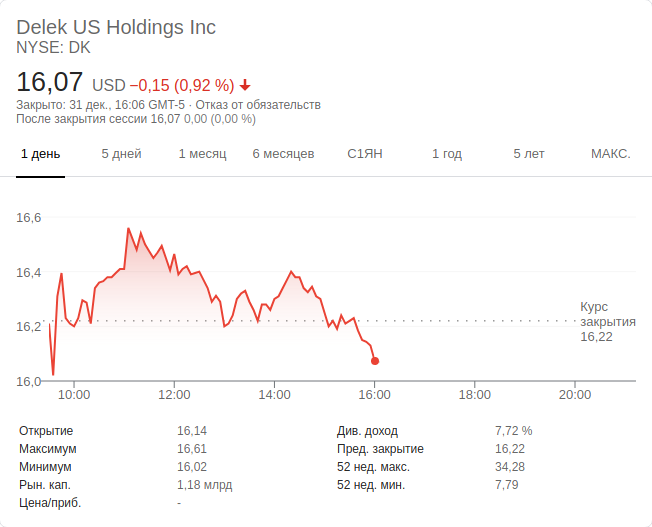 Delek US Holdings Inc
NYSE: DK
16,07 USD −0,15 (0,92 %)
Закрыто: 31 дек., 16:06 GMT-5 · Отказ от обязательств
После закрытия сессии 16,07 0,00 (0,00 %)
1 день 5 дней 1 месяц 6 месяцев С1ЯН 1 год 5 лет МАКС.
16,6
16,4
16,2
16,0
Курс
закрытия
16,22
10:00 12:00 14:00 16:00 18:00 20:00
Открытие 16,14 Див. доход 7,72 %
Максимум 16,61 Пред. закрытие 16,22
Минимум 16,02 52 нед. макс. 34,28
Рын. кап. 1,18 млрд 52 нед. мин. 7,79
Цена/приб. -